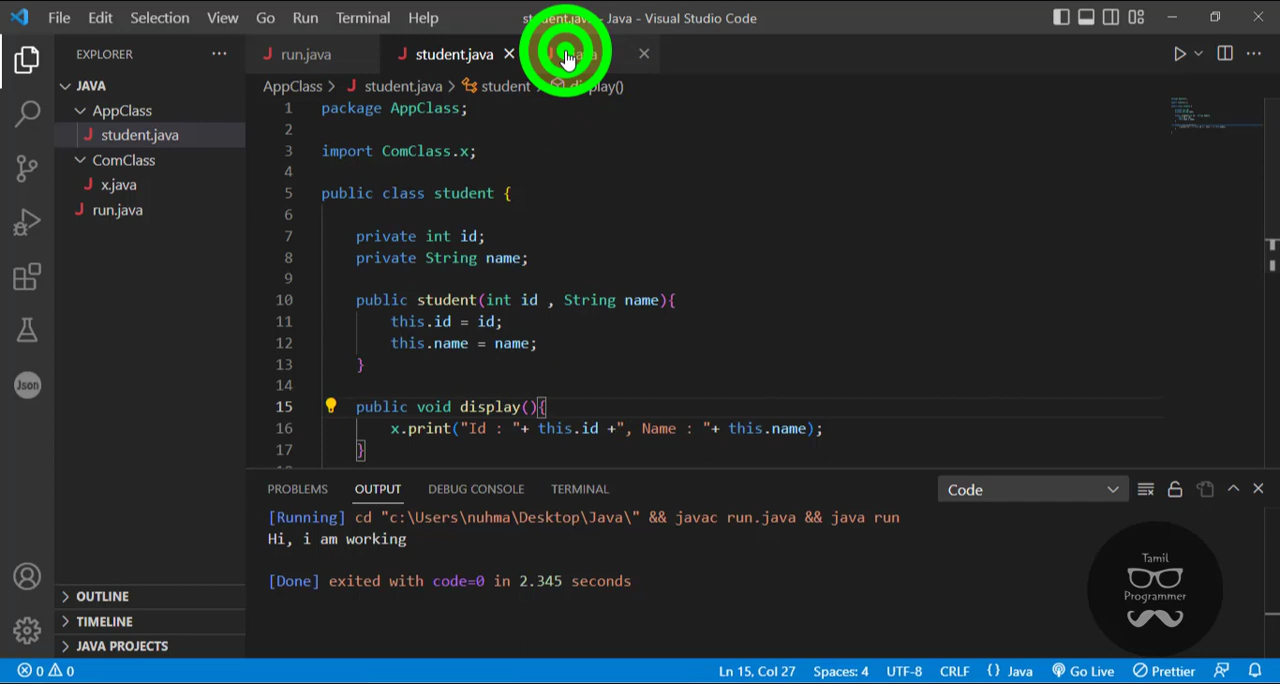 File Edit Selection View Go Run Terminal Help student.java - Java - Visual Studio Code
EXPLORER
run.java student.java
JAVA
AppClass
student.java
ComClass
x.java
run.java
AppClass > student.java > student > display()
1 package AppClass;
2
3 import ComClass.x;
4
5 public class student {
6
7 private int id;
8 private String name;
9
10 public student(int id , String name){
11 this.id = id;
12 this.name = name;
13 }
14
15 public void display(){
16 x.print("Id : "+ this.id +", Name : "+ this.name);
17 }
PROBLEMS OUTPUT DEBUG CONSOLE TERMINAL Code
[Running] cd "c:\Users\nuhma\Desktop\Java\" && javac run.java && java run
Hi, i am working
[Done] exited with code=0 in 2.345 seconds
Json
OUTLINE
TIMELINE
JAVA PROJECTS
Tamil
Programmer
0 0 Ln 15, Col 27 Spaces: 4 UTF-8 CRLF {} Java Go Live Prettier